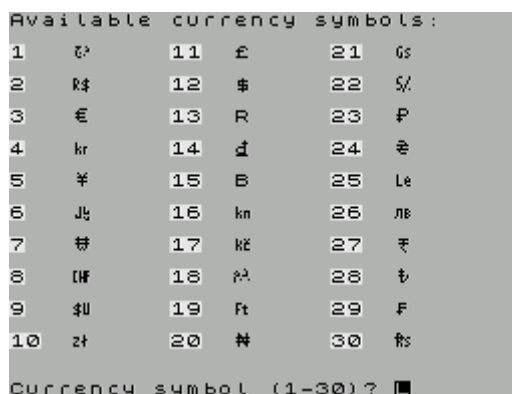 Available currency symbols:
1 11 £ 21 Gs
2 R$ 12 $ 22 S/.
3 € 13 R 23 ₽
4 kr 14 ₫ 24 ₴
5 ¥ 15 B 25 Le
6 16 kn 26 лв
7 ₩ 17 Kč 27 ₹
8 CHF 18 28 ₺
9 $U 19 Ft 29 ₣
10 zł 20 ₦ 30 ₨
Currency symbol (1-30)?